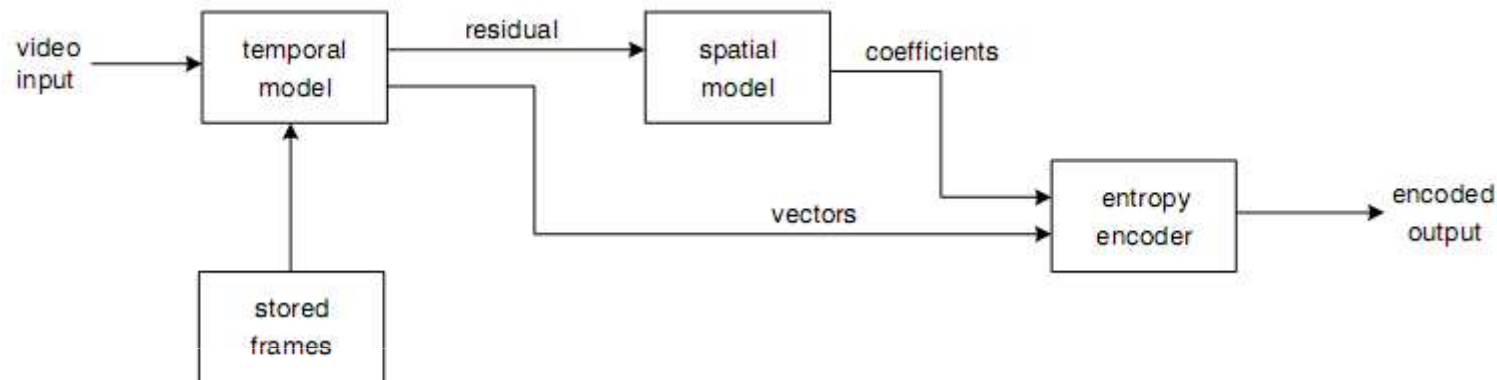 video
input
temporal
model
residual
spatial
model
coefficients
vectors
entropy
encoder
encoded
output
stored
frames